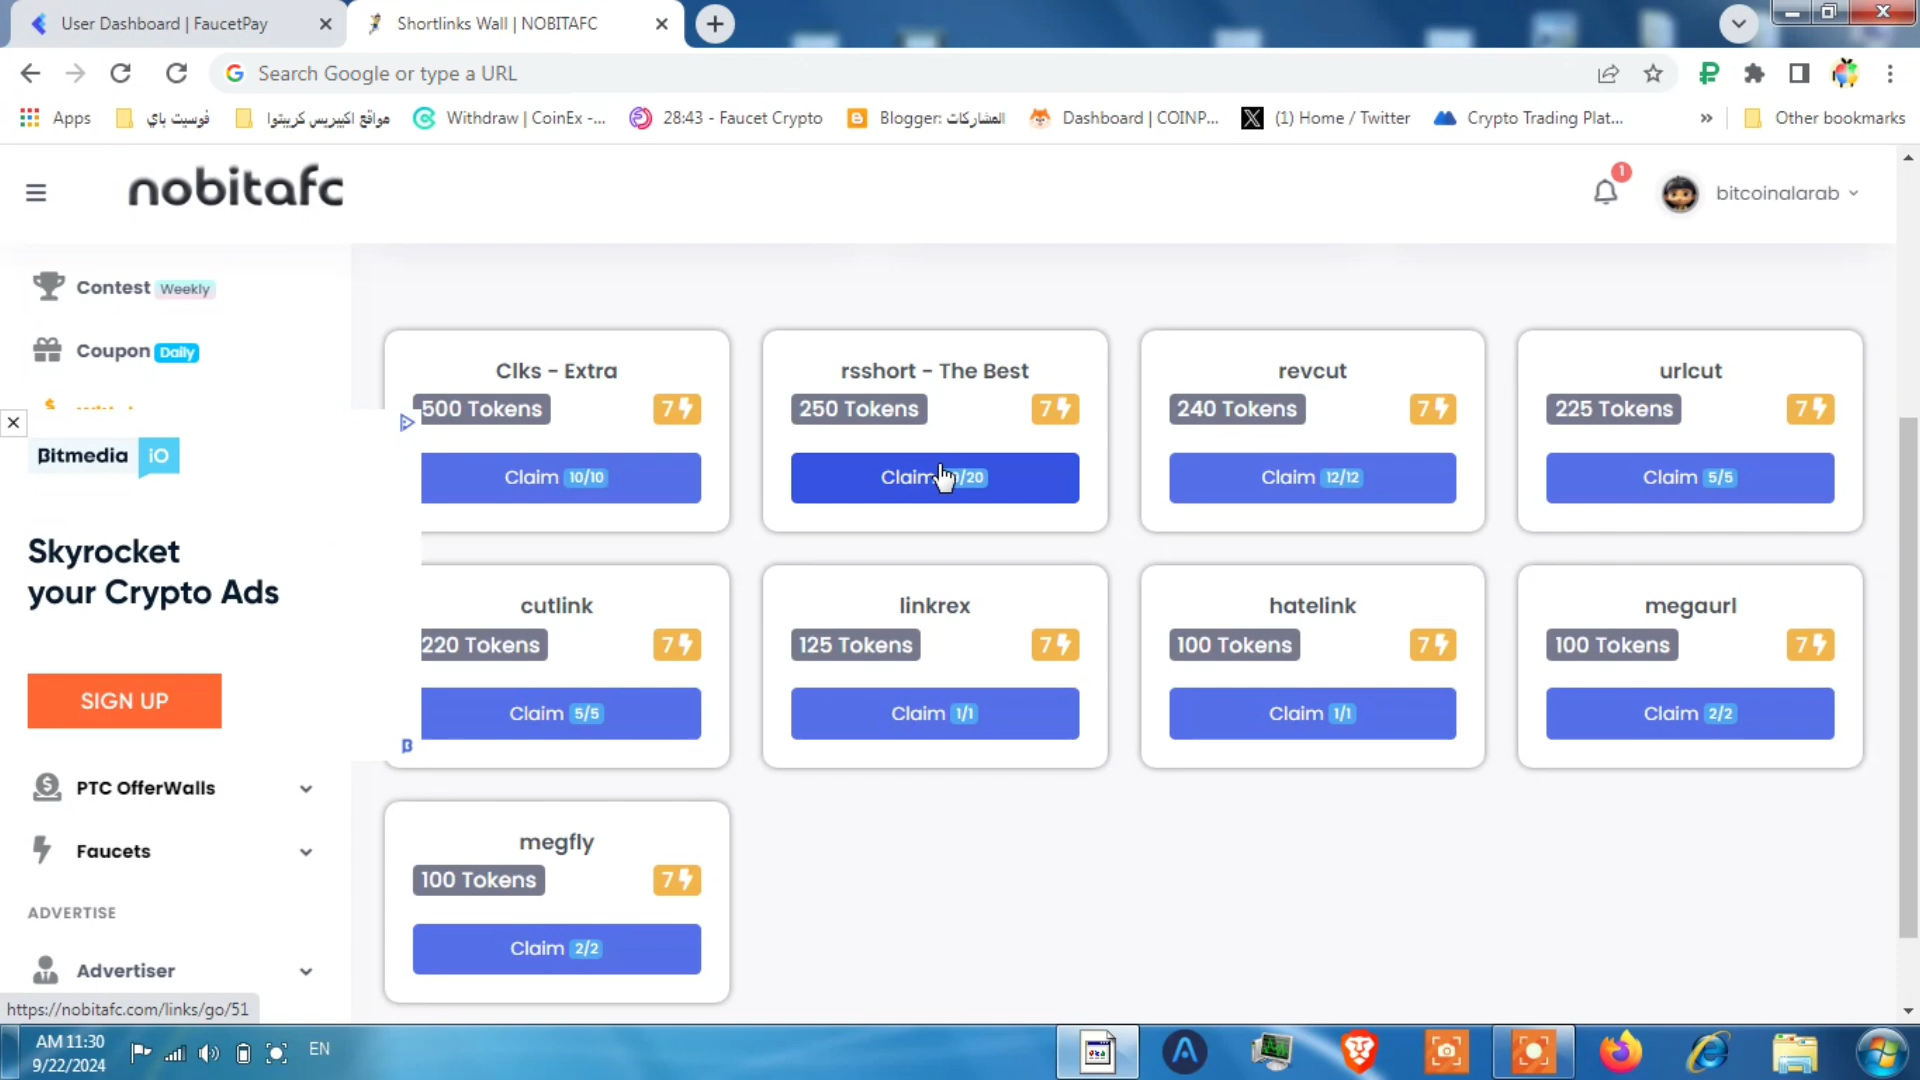 User Dashboard | FaucetPay
Shortlinks Wall | NOBITAFC
Search Google or type a URL
Apps
فوسيت باي
مواقع اكبيريس كريبتوا
Withdraw | CoinEx -...
28:43 - Faucet Crypto
Blogger: المشاركات
Dashboard | COINP...
(1) Home / Twitter
Crypto Trading Plat...
»
Other bookmarks
nobitafc
1
bitcoinalarab
Contest Weekly
Coupon Daily
Bitmedia iO
Skyrocket
your Crypto Ads
SIGN UP
PTC OfferWalls
Faucets
ADVERTISE
Advertiser
Clks - Extra
500 Tokens 7
Claim 10/10
rsshort - The Best
250 Tokens 7
Claim /20
revcut
240 Tokens 7
Claim 12/12
urlcut
225 Tokens 7
Claim 5/5
cutlink
220 Tokens 7
Claim 5/5
linkrex
125 Tokens 7
Claim 1/1
hatelink
100 Tokens 7
Claim 1/1
megaurl
100 Tokens 7
Claim 2/2
megfly
100 Tokens 7
Claim 2/2
https://nobitafc.com/links/go/51
AM 11:30
9/22/2024
EN